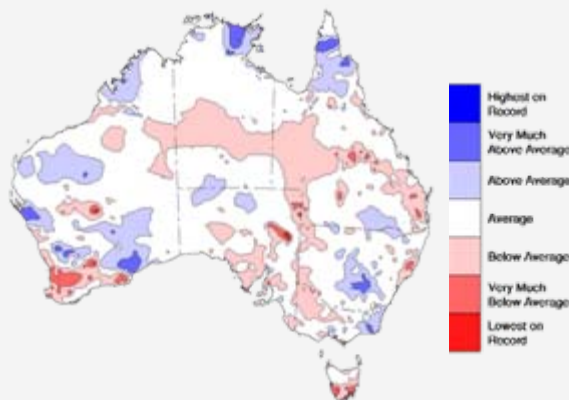 Highest on
Record
Very Much
Above Average
Above Average
Average
Below Average
Very Much
Below Average
Lowest on
Record